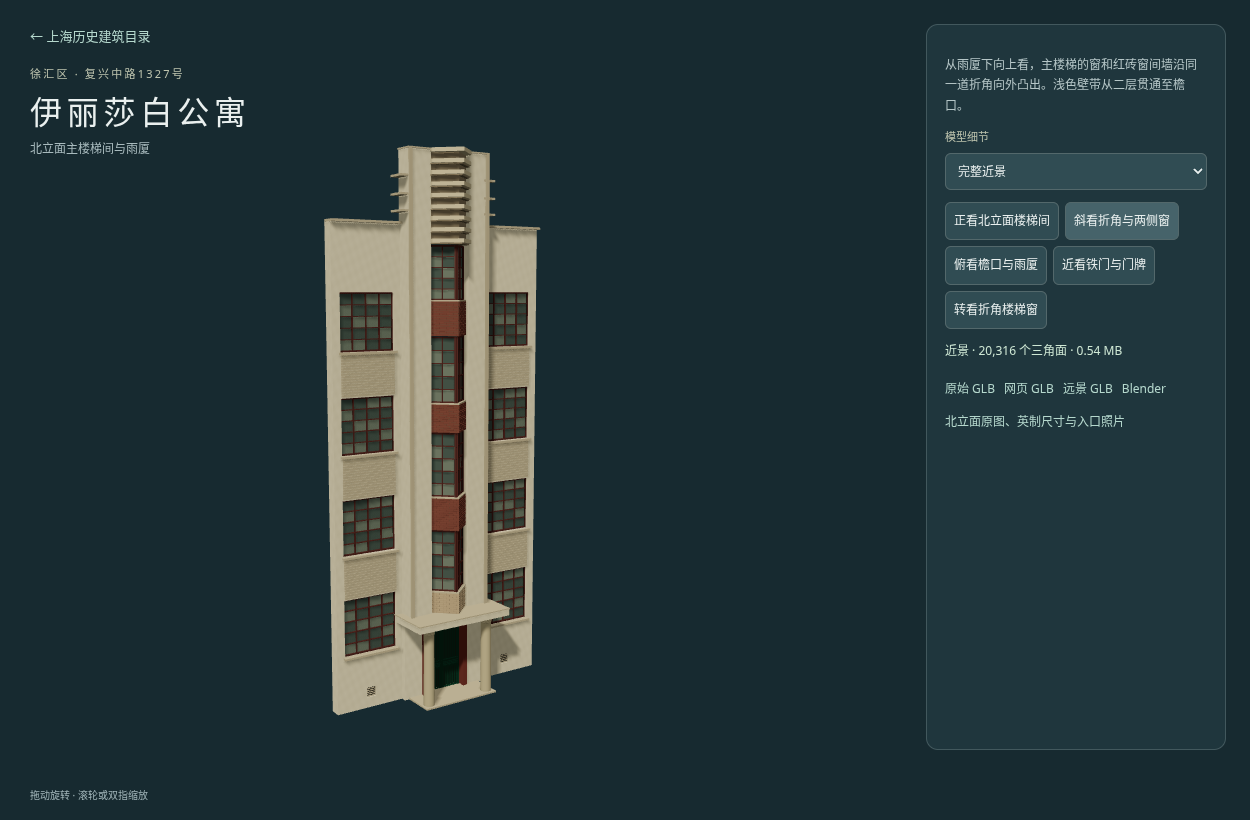 ← 上海历史建筑目录
徐汇区 · 复兴中路1327号
伊丽莎白公寓
北立面主楼梯间与雨厦
从雨厦下向上看，主楼梯的窗和红砖窗间墙沿同
一道折角向外凸出。浅色壁带从二层贯通至檐
口。
模型细节
完整近景
正看北立面楼梯间
斜看折角与两侧窗
俯看檐口与雨厦
近看铁门与门牌
转看折角楼梯窗
近景 · 20,316 个三角面 · 0.54 MB
原始 GLB 网页 GLB 远景 GLB Blender
北立面原图、英制尺寸与入口照片
拖动旋转 · 滚轮或双指缩放